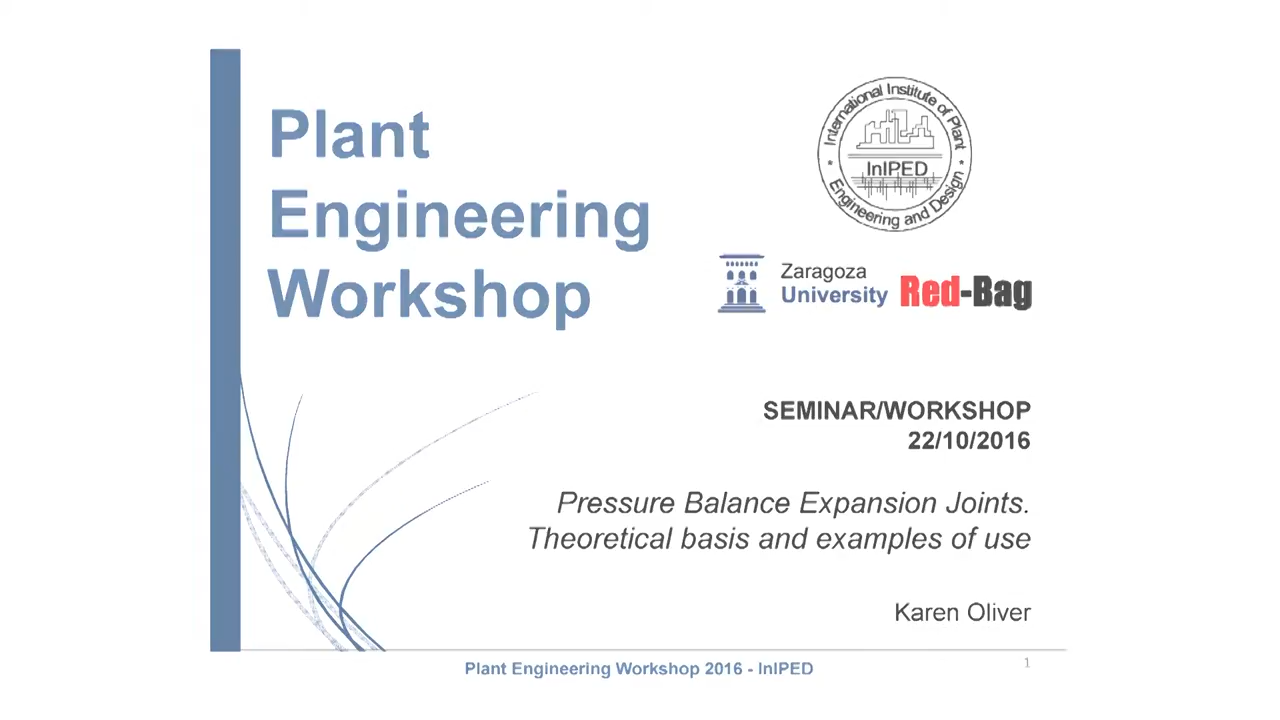 Plant
Engineering
Workshop
International Institute of Plant
InIPED
* Engineering and Design *
Zaragoza
University
Red-Bag
SEMINAR/WORKSHOP
22/10/2016
Pressure Balance Expansion Joints.
Theoretical basis and examples of use
Karen Oliver
Plant Engineering Workshop 2016 - InIPED
1